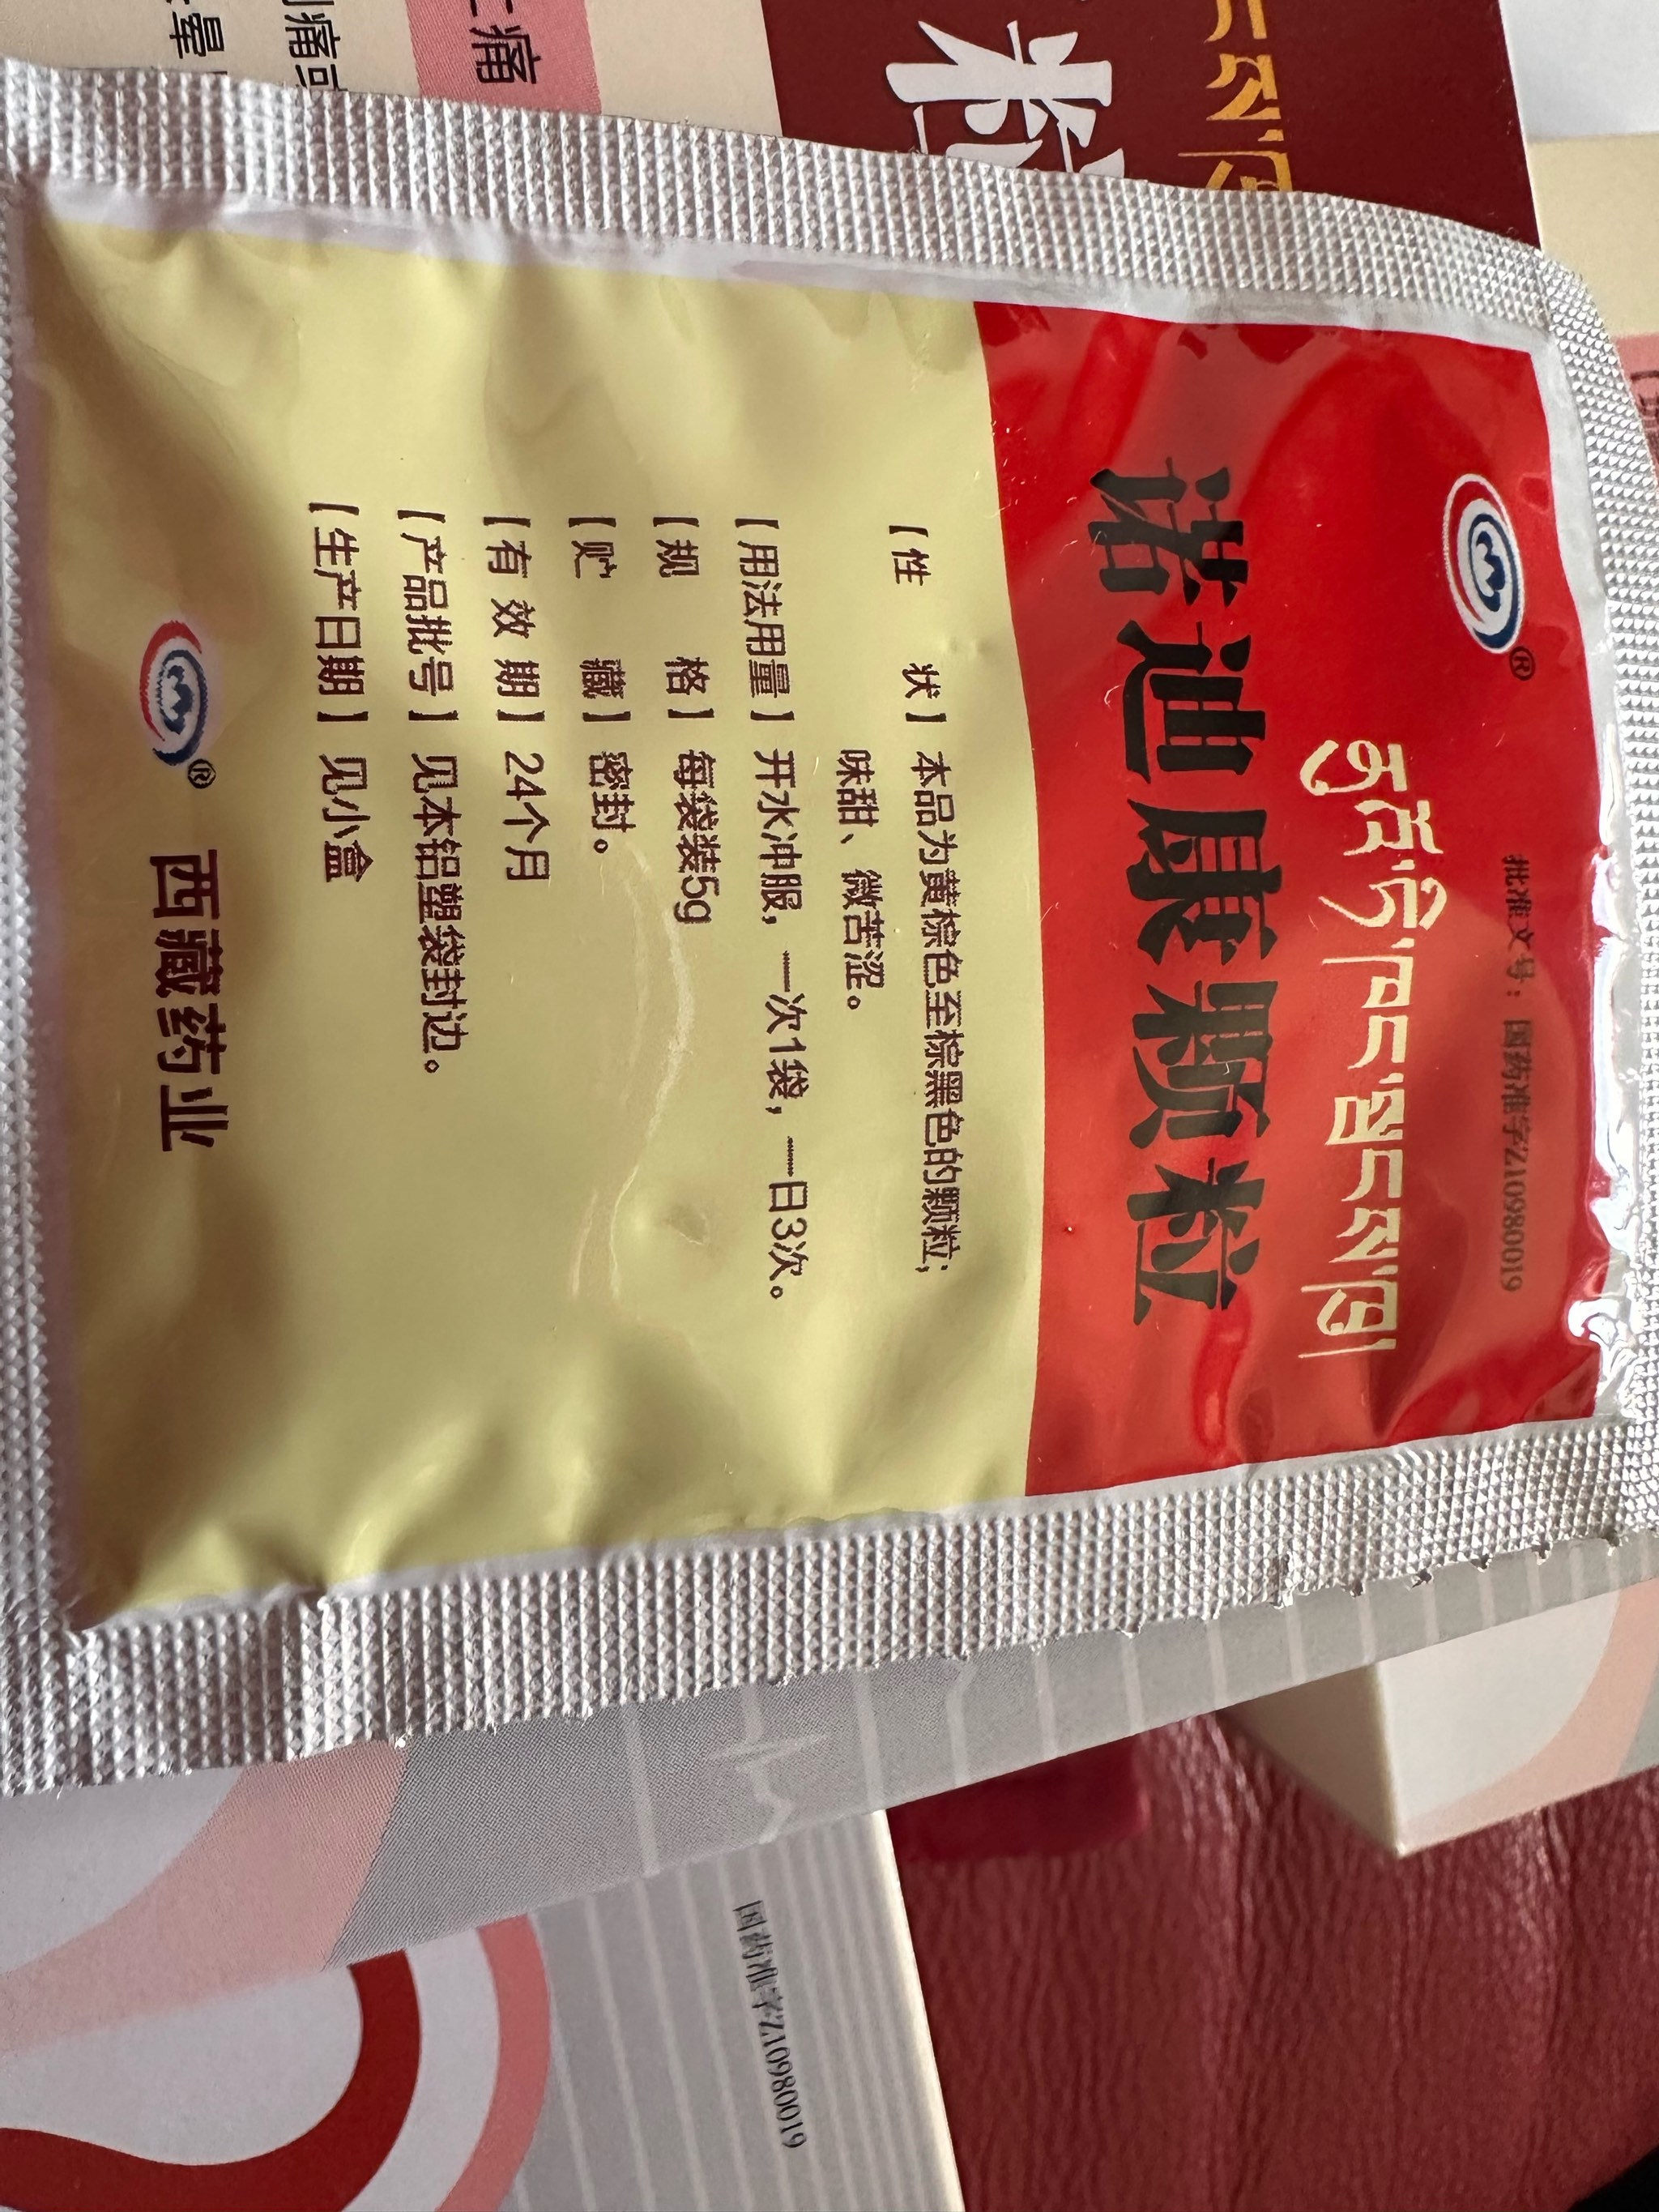 批准文号：国药准字Z10980019
®
ནུས་ལྡན་
诺迪康颗粒
【性 状】本品为黄棕色至棕黑色的颗粒；
味甜、微苦涩。
【用法用量】开水冲服，一次1袋，一日3次。
【规 格】每袋装5g
【贮 藏】密封。
【有 效 期】24个月
【产品批号】见本铝塑袋封边。
【生产日期】见小盒
® 西藏药业
粒
痛
刺痛
晕
国药准字Z10980019